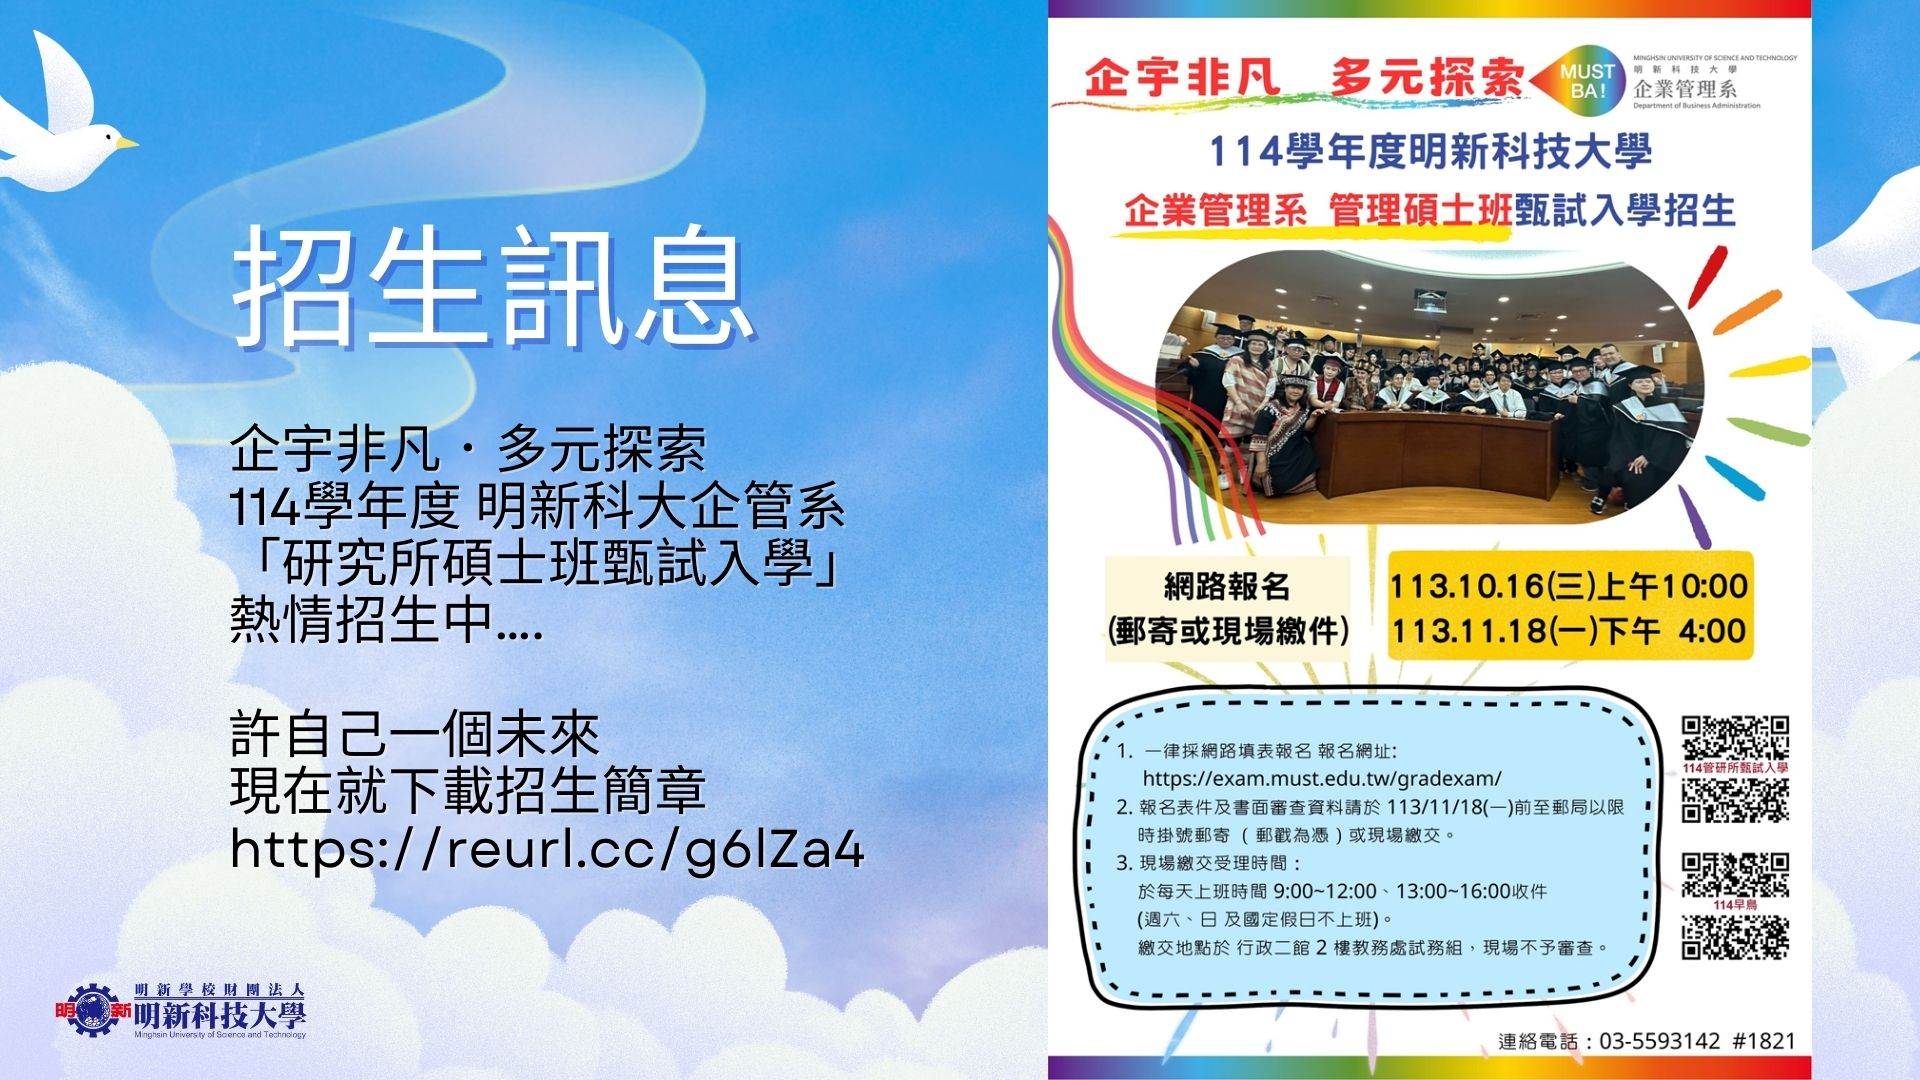 招生訊息
企宇非凡・多元探索
114學年度 明新科大企管系
「研究所碩士班甄試入學」
熱情招生中....
許自己一個未來
現在就下載招生簡章
https://reurl.cc/g6lZa4
明新學校財團法人
明 新
明新科技大學
Minghsin University of Science and Technology
企宇非凡 多元探索
MUST
BA!
MINGHSIN UNIVERSITY OF SCIENCE AND TECHNOLOGY
明新科技大學
企業管理系
Department of Business Administration
114學年度明新科技大學
企業管理系 管理碩士班甄試入學招生
網路報名
(郵寄或現場繳件)
113.10.16(三)上午10:00
113.11.18(一)下午 4:00
1. 一律採網路填表報名 報名網址:
https://exam.must.edu.tw/gradexam/
2. 報名表件及書面審查資料請於 113/11/18(一)前至郵局以限
時掛號郵寄 ( 郵戳為憑 ) 或現場繳交。
3. 現場繳交受理時間：
於每天上班時間 9:00~12:00、13:00~16:00收件
(週六、日 及國定假日不上班)。
繳交地點於 行政二館 2 樓教務處試務組，現場不予審查。
114管研所甄試入學
114早鳥
連絡電話：03-5593142 #1821